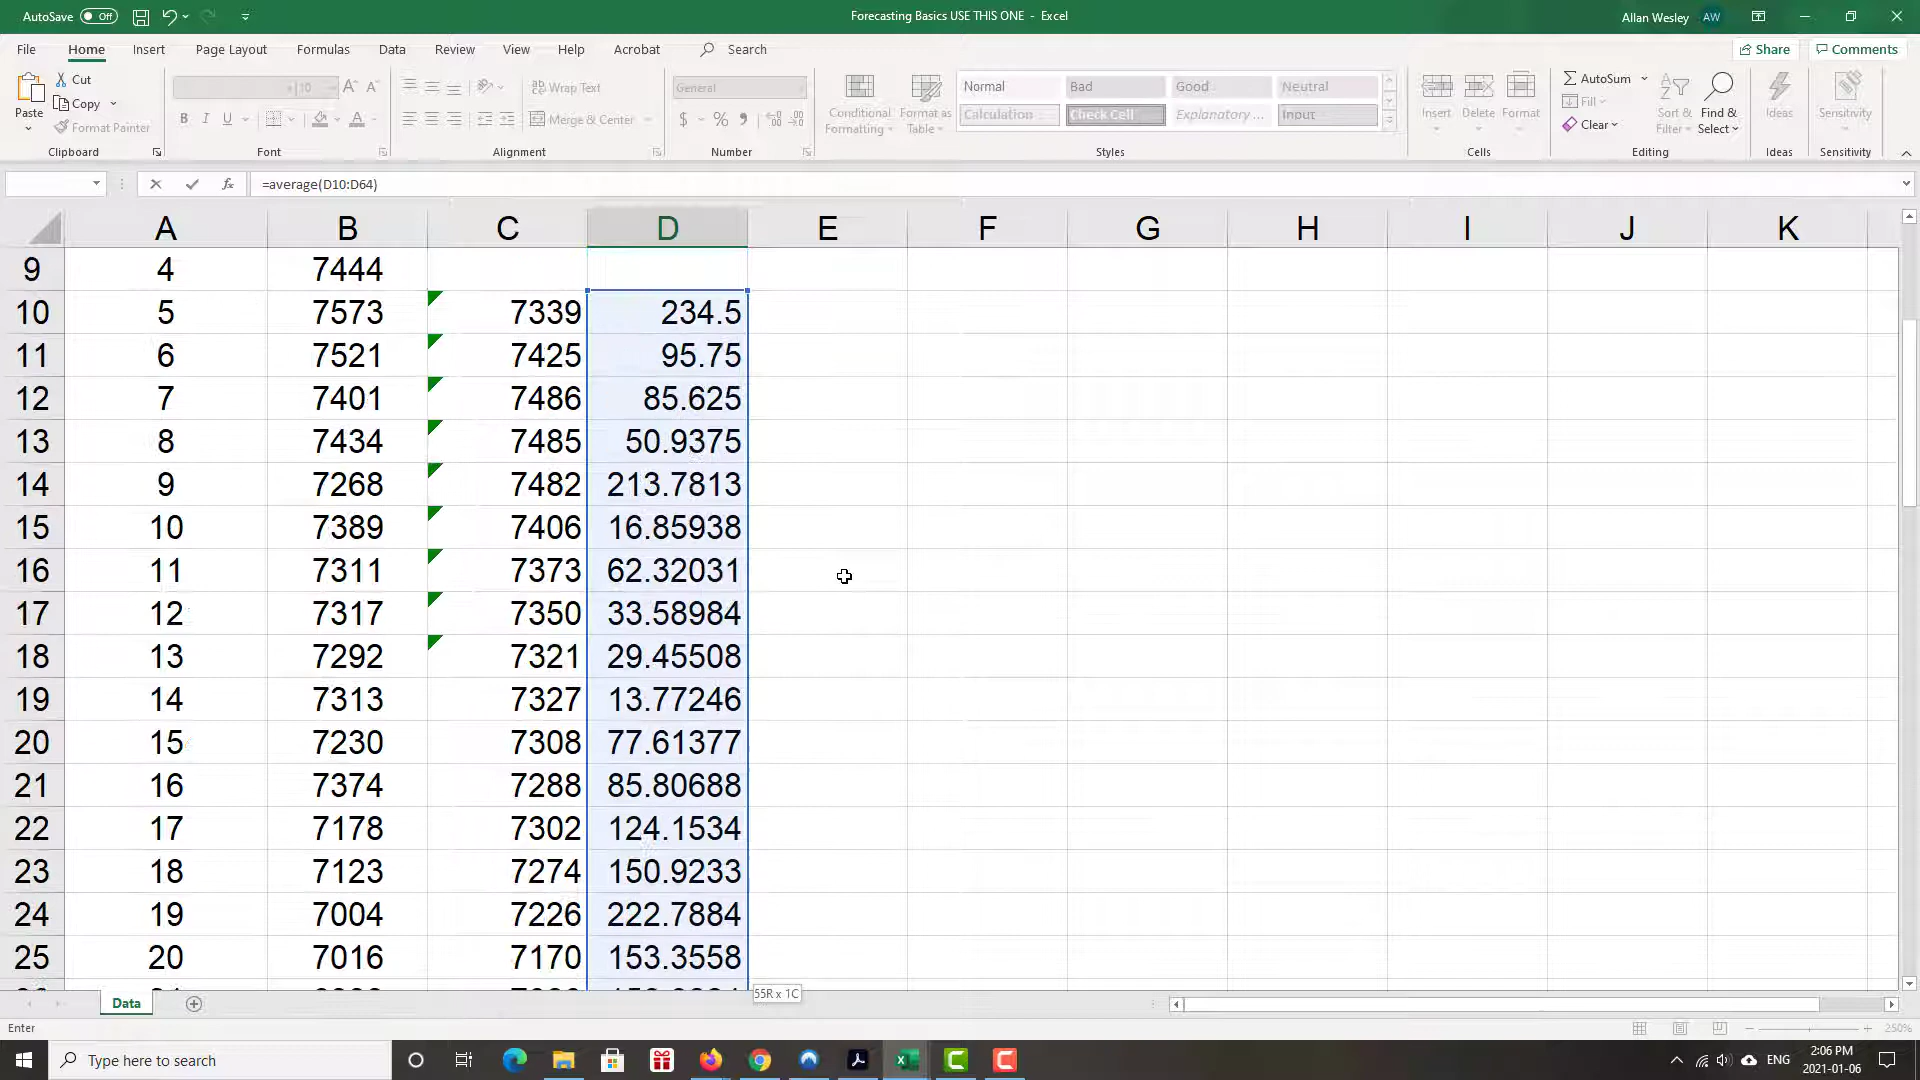 AutoSave Off
Forecasting Basics USE THIS ONE - Excel
Allan Wesley AW
File Home Insert Page Layout Formulas Data Review View Help Acrobat Search
Share Comments
Paste
Cut
Copy
Format Painter
Clipboard
10
Font
Wrap Text
Merge & Center
Alignment
General
Number
Conditional Formatting
Format as Table
Normal Bad Good Neutral
Calculation Check Cell Explanatory ... Input
Styles
Insert Delete Format
Cells
AutoSum
Fill
Clear
Sort & Filter
Find & Select
Editing
Ideas
Ideas
Sensitivity
Sensitivity
=average(D10:D64)
A B C D E F G H I J K
9 4 7444
10 5 7573 7339 234.5
11 6 7521 7425 95.75
12 7 7401 7486 85.625
13 8 7434 7485 50.9375
14 9 7268 7482 213.7813
15 10 7389 7406 16.85938
16 11 7311 7373 62.32031
17 12 7317 7350 33.58984
18 13 7292 7321 29.45508
19 14 7313 7327 13.77246
20 15 7230 7308 77.61377
21 16 7374 7288 85.80688
22 17 7178 7302 124.1534
23 18 7123 7274 150.9233
24 19 7004 7226 222.7884
25 20 7016 7170 153.3558
55R x 1C
Data
Enter
250%
Type here to search
ENG
2:06 PM
2021-01-06